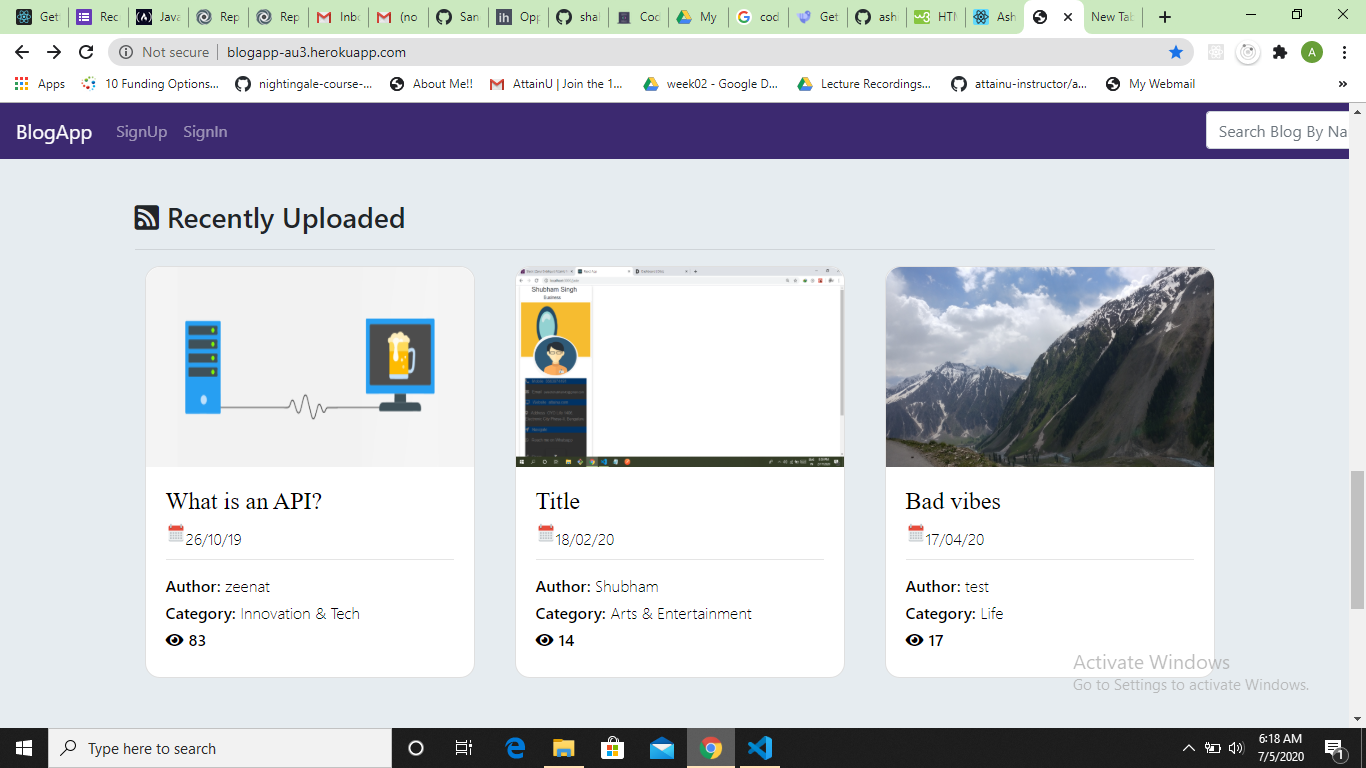 Get
Rec
Java
Rep
Rep
Inbo
(no
San
Opp
shal
Cod
My
cod
Get
ash
HTM
Ash
New Tab
Not secure
blogapp-au3.herokuapp.com
A
Apps
10 Funding Options...
nightingale-course-...
About Me!!
AttainU | Join the 1...
week02 - Google D...
Lecture Recordings...
attainu-instructor/a...
My Webmail
»
BlogApp
SignUp
SignIn
Search Blog By Na
Recently Uploaded
Shubham Singh
Business
What is an API?
26/10/19
Author: zeenat
Category: Innovation & Tech
83
Title
18/02/20
Author: Shubham
Category: Arts & Entertainment
14
Bad vibes
17/04/20
Author: test
Category: Life
17
Activate Windows
Go to Settings to activate Windows.
Type here to search
6:18 AM
7/5/2020
1